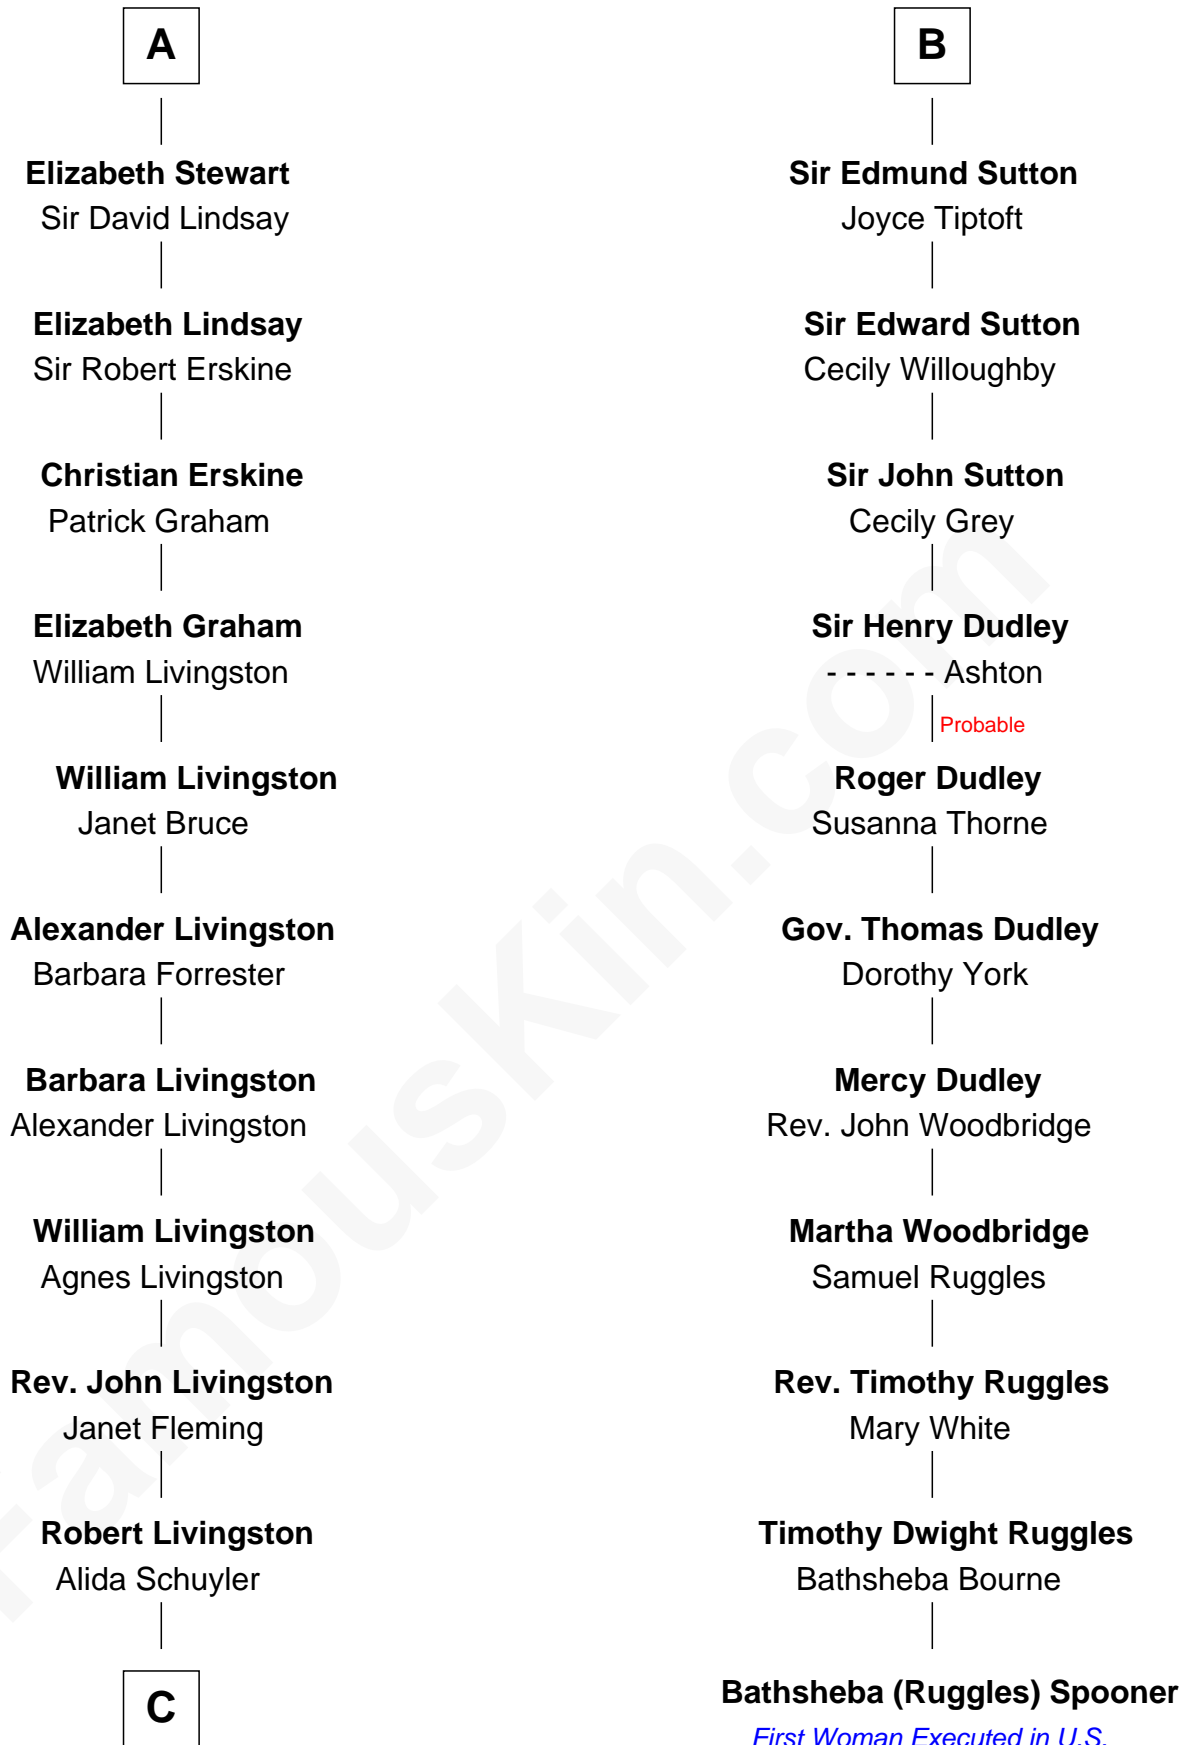 A
Elizabeth Stewart
Sir David Lindsay
Elizabeth Lindsay
Sir Robert Erskine
Christian Erskine
Patrick Graham
Elizabeth Graham
William Livingston
William Livingston
Janet Bruce
Alexander Livingston
Barbara Forrester
Barbara Livingston
Alexander Livingston
William Livingston
Agnes Livingston
Rev. John Livingston
Janet Fleming
Robert Livingston
Alida Schuyler
C
B
Sir Edmund Sutton
Joyce Tiptoft
Sir Edward Sutton
Cecily Willoughby
Sir John Sutton
Cecily Grey
Sir Henry Dudley
- - - - - - Ashton
Probable
Roger Dudley
Susanna Thorne
Gov. Thomas Dudley
Dorothy York
Mercy Dudley
Rev. John Woodbridge
Martha Woodbridge
Samuel Ruggles
Rev. Timothy Ruggles
Mary White
Timothy Dwight Ruggles
Bathsheba Bourne
Bathsheba (Ruggles) Spooner
First Woman Executed in U.S.
FamousKin.com